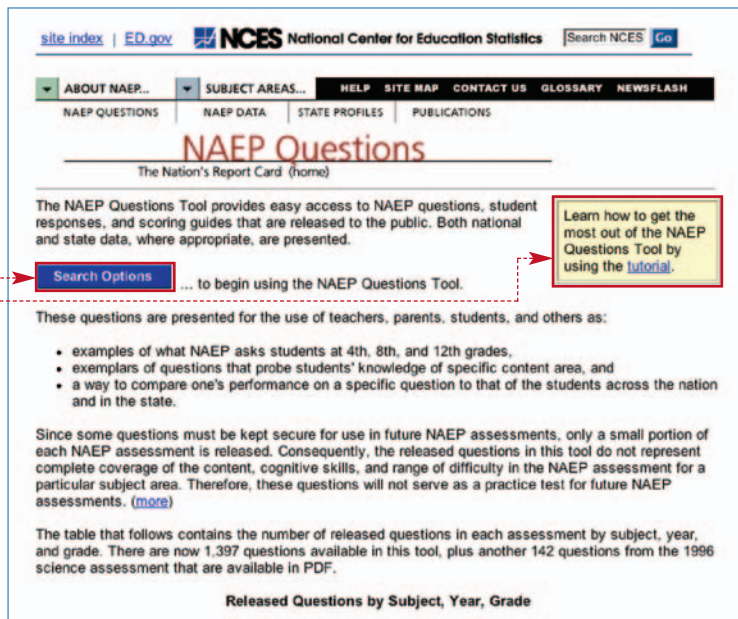 site index | ED.gov NCES National Center for Education Statistics Search NCES Go
ABOUT NAEP... SUBJECT AREAS... HELP SITE MAP CONTACT US GLOSSARY NEWSFLASH
NAEP QUESTIONS NAEP DATA STATE PROFILES PUBLICATIONS
NAEP Questions
The Nation's Report Card (home)
The NAEP Questions Tool provides easy access to NAEP questions, student
responses, and scoring guides that are released to the public. Both national
and state data, where appropriate, are presented.
Learn how to get the
most out of the NAEP
Questions Tool by
using the tutorial.
Search Options ... to begin using the NAEP Questions Tool.
These questions are presented for the use of teachers, parents, students, and others as:
• examples of what NAEP asks students at 4th, 8th, and 12th grades,
• exemplars of questions that probe students' knowledge of specific content area, and
• a way to compare one's performance on a specific question to that of the students across the nation
and in the state.
Since some questions must be kept secure for use in future NAEP assessments, only a small portion of
each NAEP assessment is released. Consequently, the released questions in this tool do not represent
complete coverage of the content, cognitive skills, and range of difficulty in the NAEP assessment for a
particular subject area. Therefore, these questions will not serve as a practice test for future NAEP
assessments. (more)
The table that follows contains the number of released questions in each assessment by subject, year,
and grade. There are now 1,397 questions available in this tool, plus another 142 questions from the 1996
science assessment that are available in PDF.
Released Questions by Subject, Year, Grade